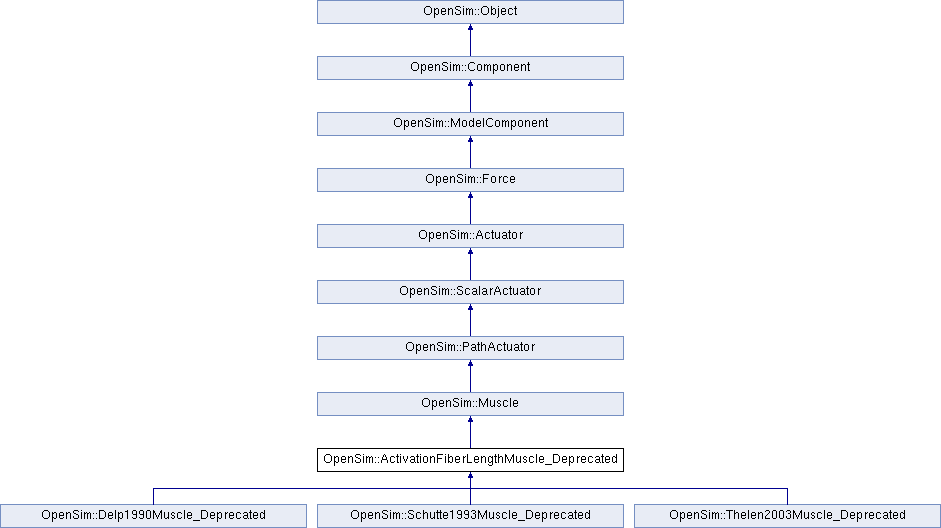 OpenSim::Object
OpenSim::Component
OpenSim::ModelComponent
OpenSim::Force
OpenSim::Actuator
OpenSim::ScalarActuator
OpenSim::PathActuator
OpenSim::Muscle
OpenSim::ActivationFiberLengthMuscle_Deprecated
OpenSim::Delp1990Muscle_Deprecated
OpenSim::Schutte1993Muscle_Deprecated
OpenSim::Thelen2003Muscle_Deprecated